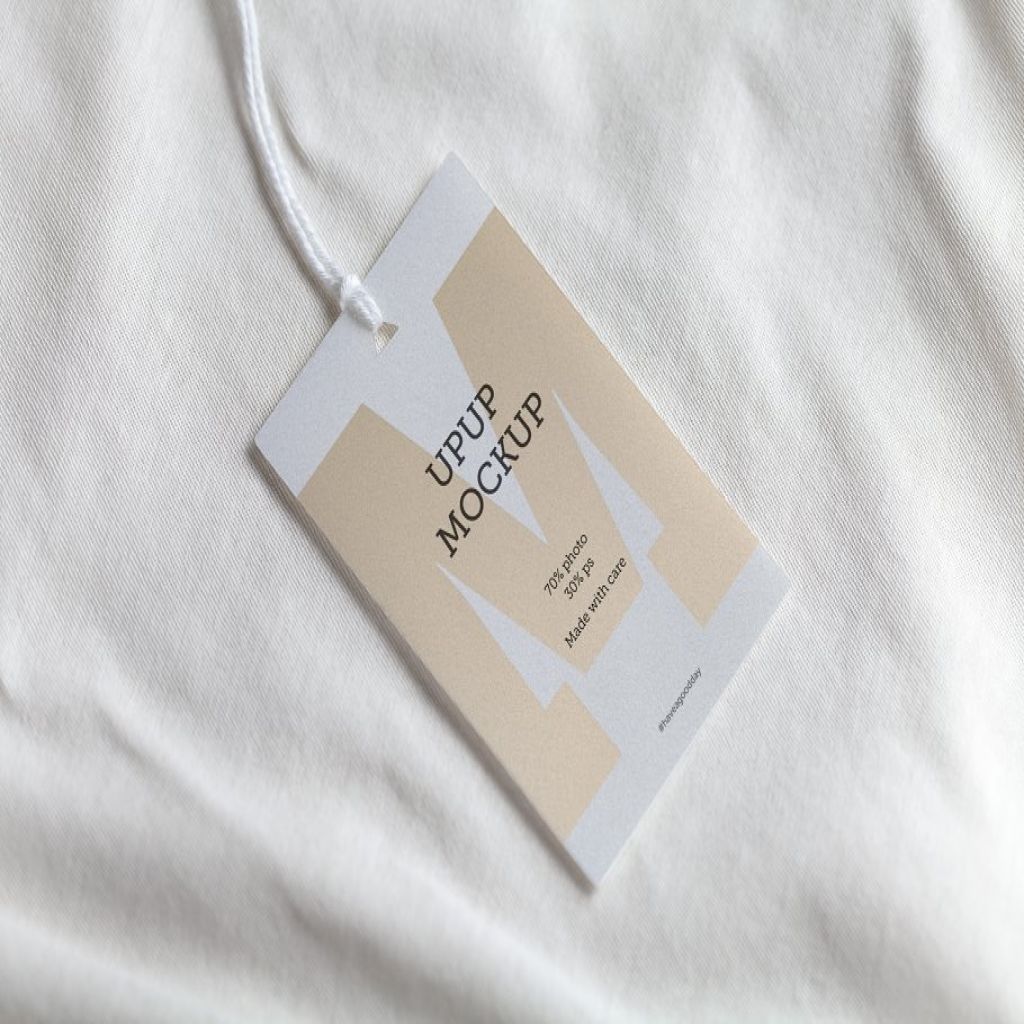 UPUP
MOCKUP
70% photo
30% ps
Made with care
#haveagoodday